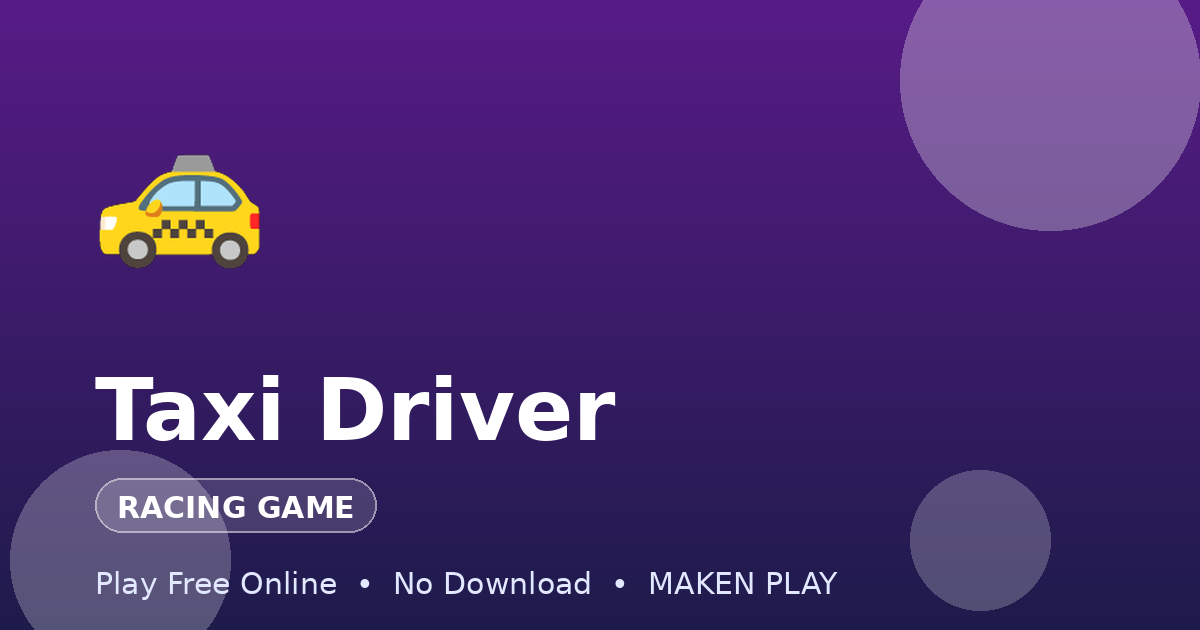 Taxi Driver
RACING GAME
Play Free Online • No Download • MAKEN PLAY